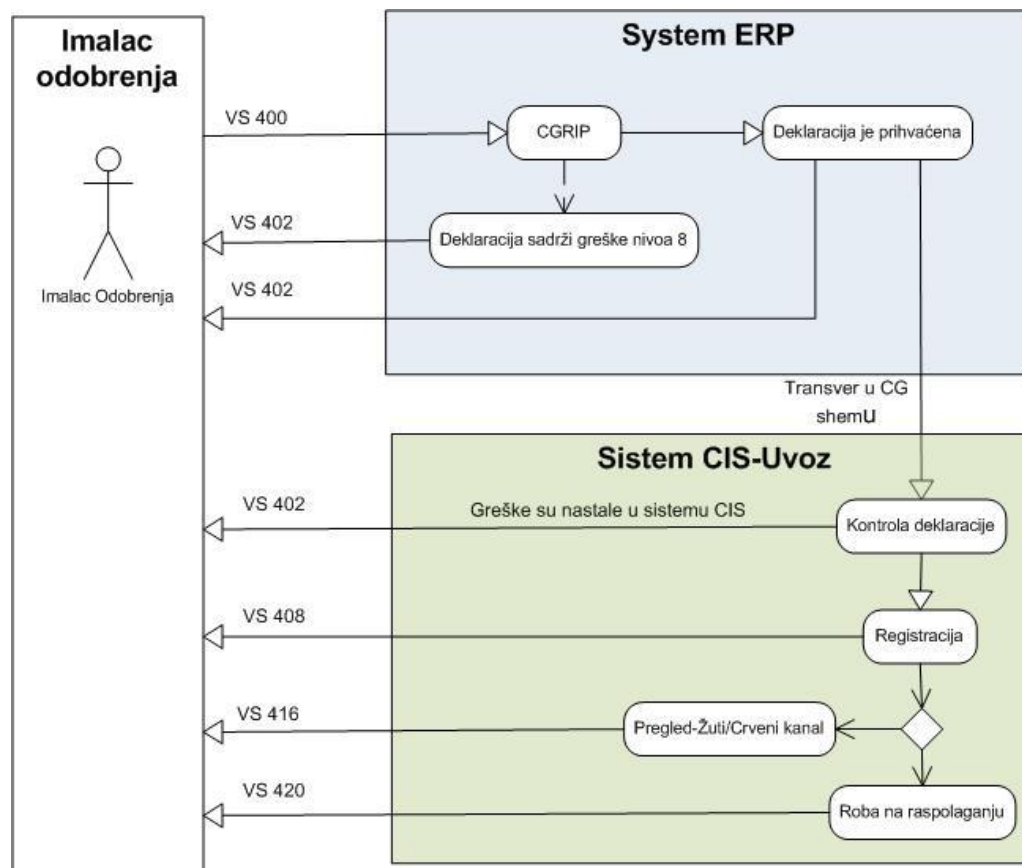 Imalac
odobrenja
System ERP
VS 400
CGRIP
Deklaracija je prihvaćena
VS 402
Deklaracija sadrži greške nivoa 8
VS 402
Imalac Odobrenja
Transver u CG
shemu
Sistem CIS-Uvoz
VS 402
Greške su nastale u sistemu CIS
Kontrola deklaracije
VS 408
Registracija
VS 416
Pregled-Žuti/Crveni kanal
VS 420
Roba na raspolaganju